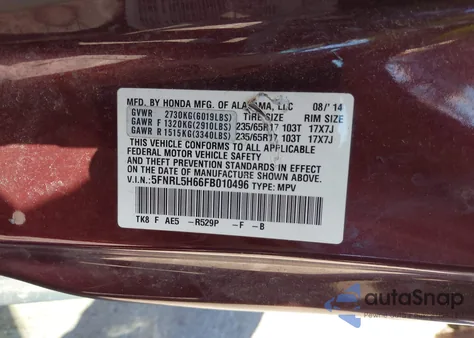 MFD. BY HONDA MFG. OF ALABAMA, LLC 08/'14
GVWR 2730KG(6019LBS) TIRE SIZE RIM SIZE
GAWR F 1320KG(2910LBS) 235/65R17 103T 17X7J
GAWR R 1515KG(3340LBS) 235/65R17 103T 17X7J
THIS VEHICLE CONFORMS TO ALL APPLICABLE
FEDERAL MOTOR VEHICLE SAFETY, BUMPER,
AND THEFT PREVENTION STANDARDS IN EFFECT
ON THE DATE OF MANUFACTURE SHOWN ABOVE.
V.I.N.: 5FNRL5H66FB010496 TYPE: MPV
TK8 F AE5 -R529P -F -B
autoSnap